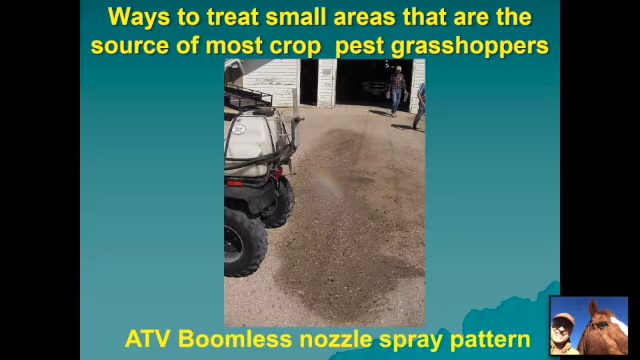 Ways to treat small areas that are the
source of most crop pest grasshoppers
ATV Boomless nozzle spray pattern